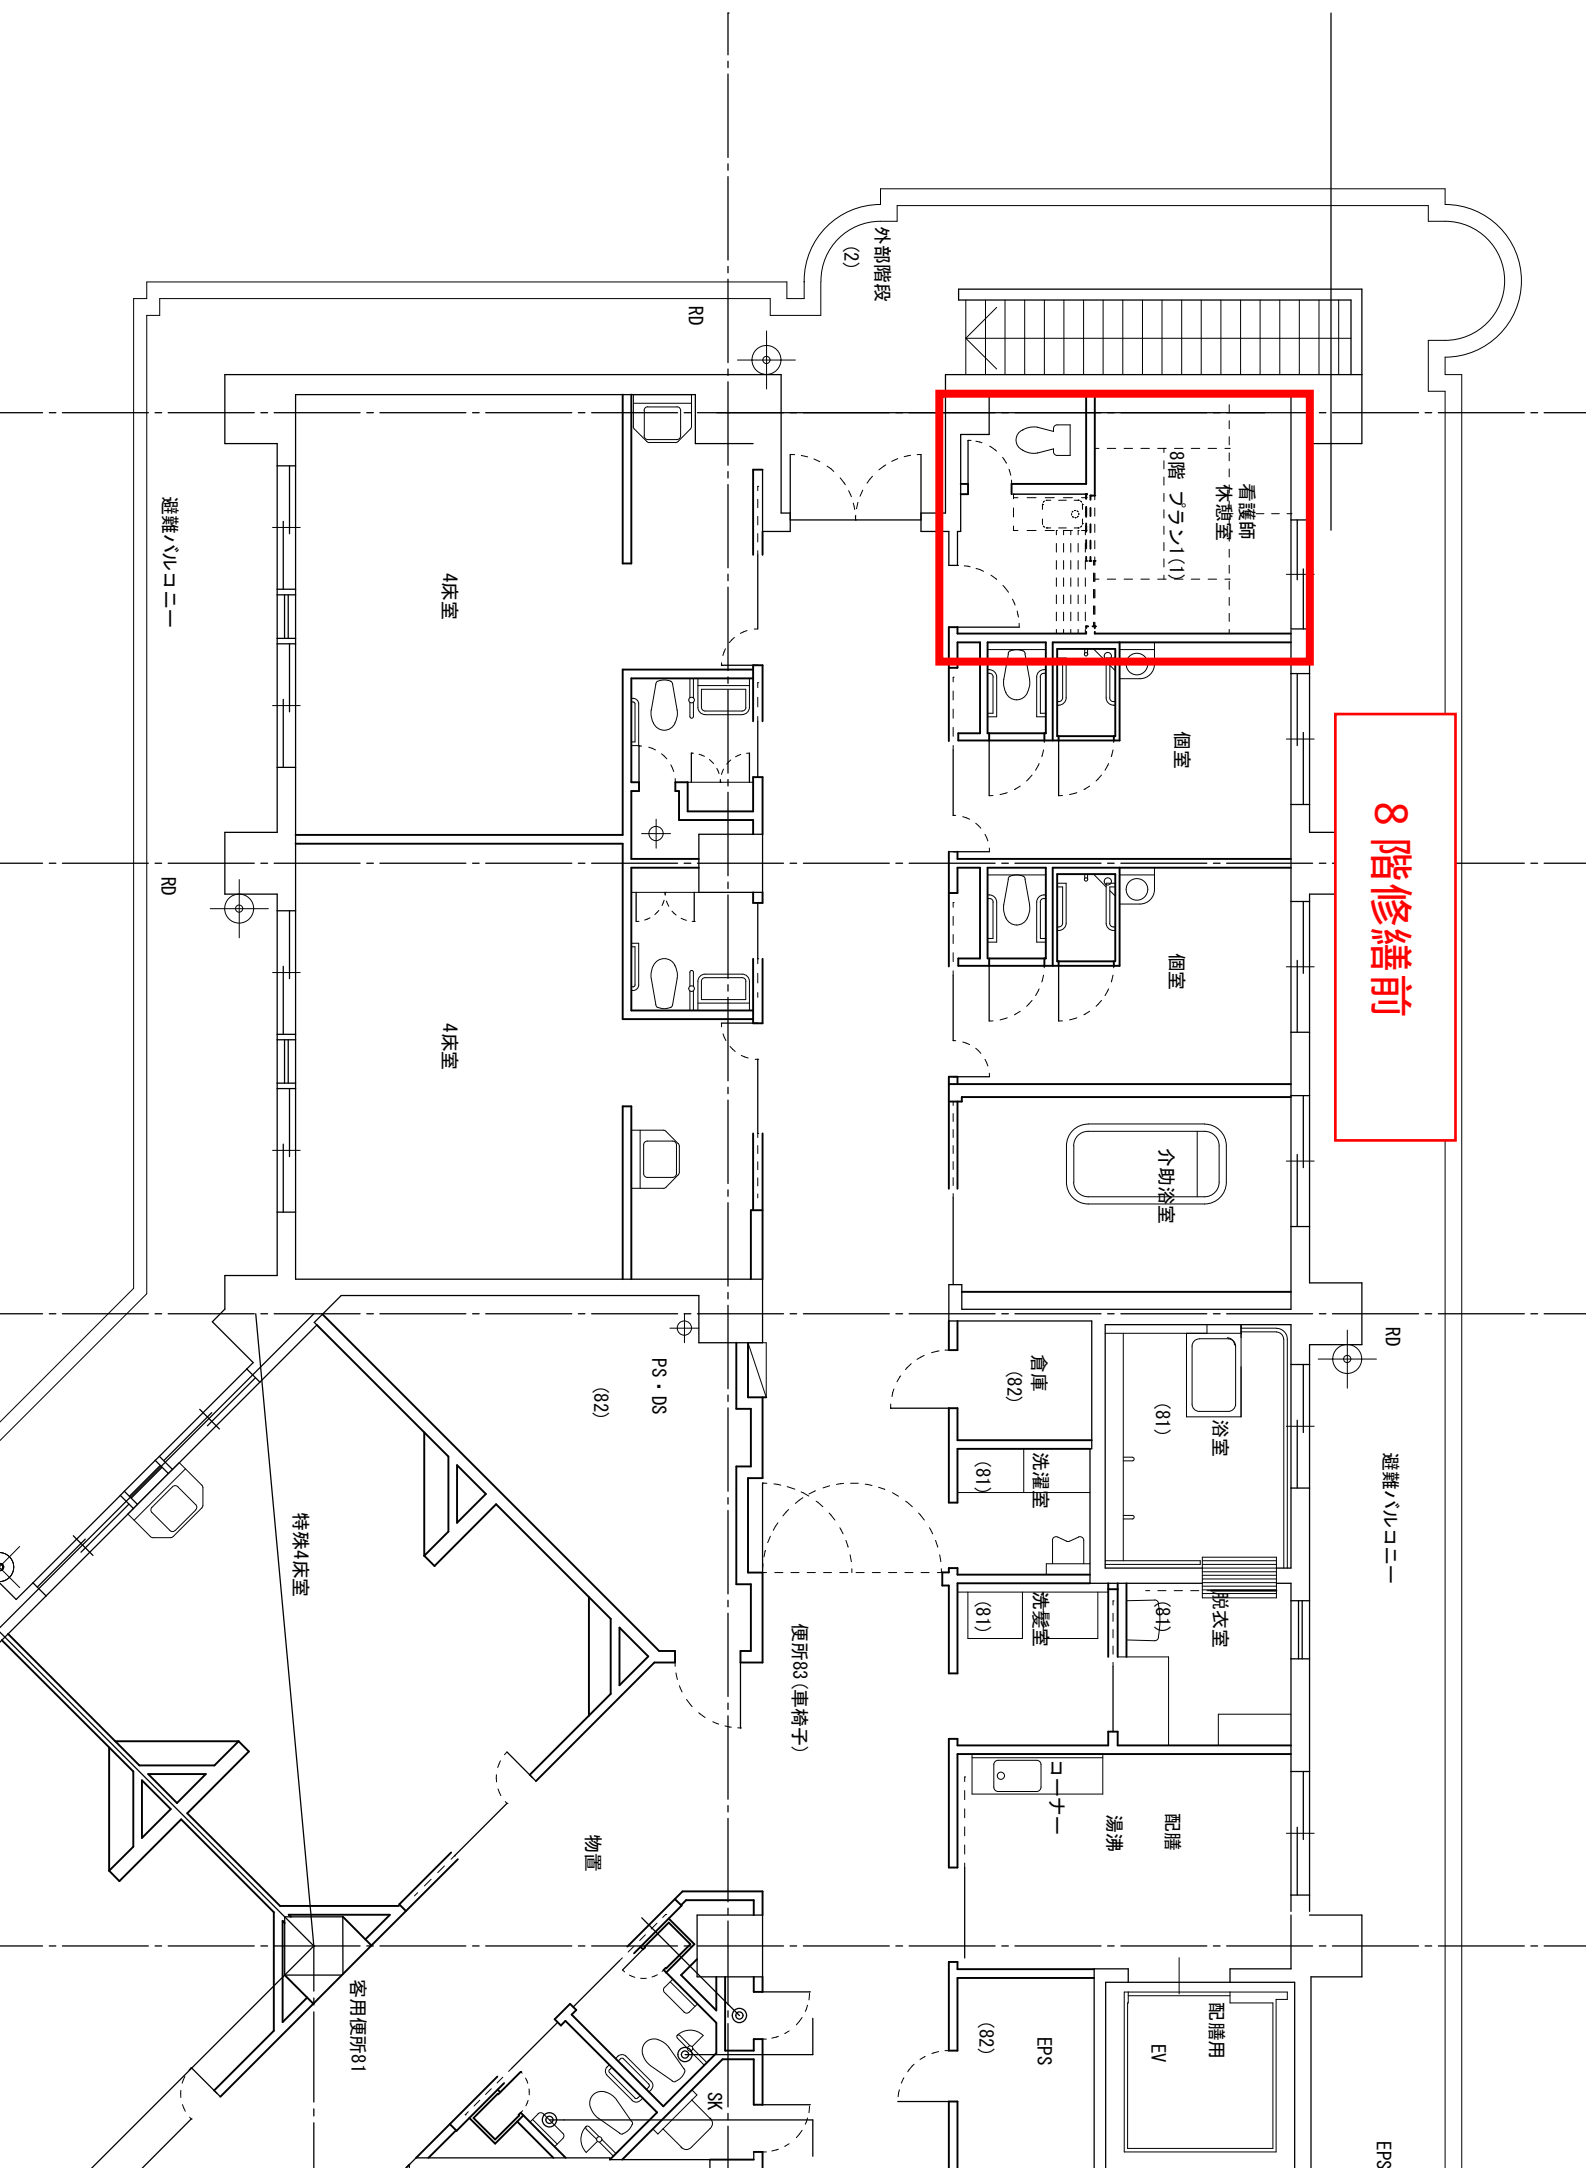 外部階段
(2)
RD
看護師
休憩室
8階 プラン1(1)
避難バルコニー
4床室
個室
8階修繕前
RD
個室
4床室
介助浴室
RD
倉庫
(82)
浴室
(81)
PS・DS
(82)
避難バルコニー
洗濯室
(81)
特殊4床室
脱衣室
(81)
洗髪室
(81)
便所83(車椅子)
コーナー
湯沸
配膳
物置
客用便所81
配膳用
EV
EPS
(82)
SK
EPS